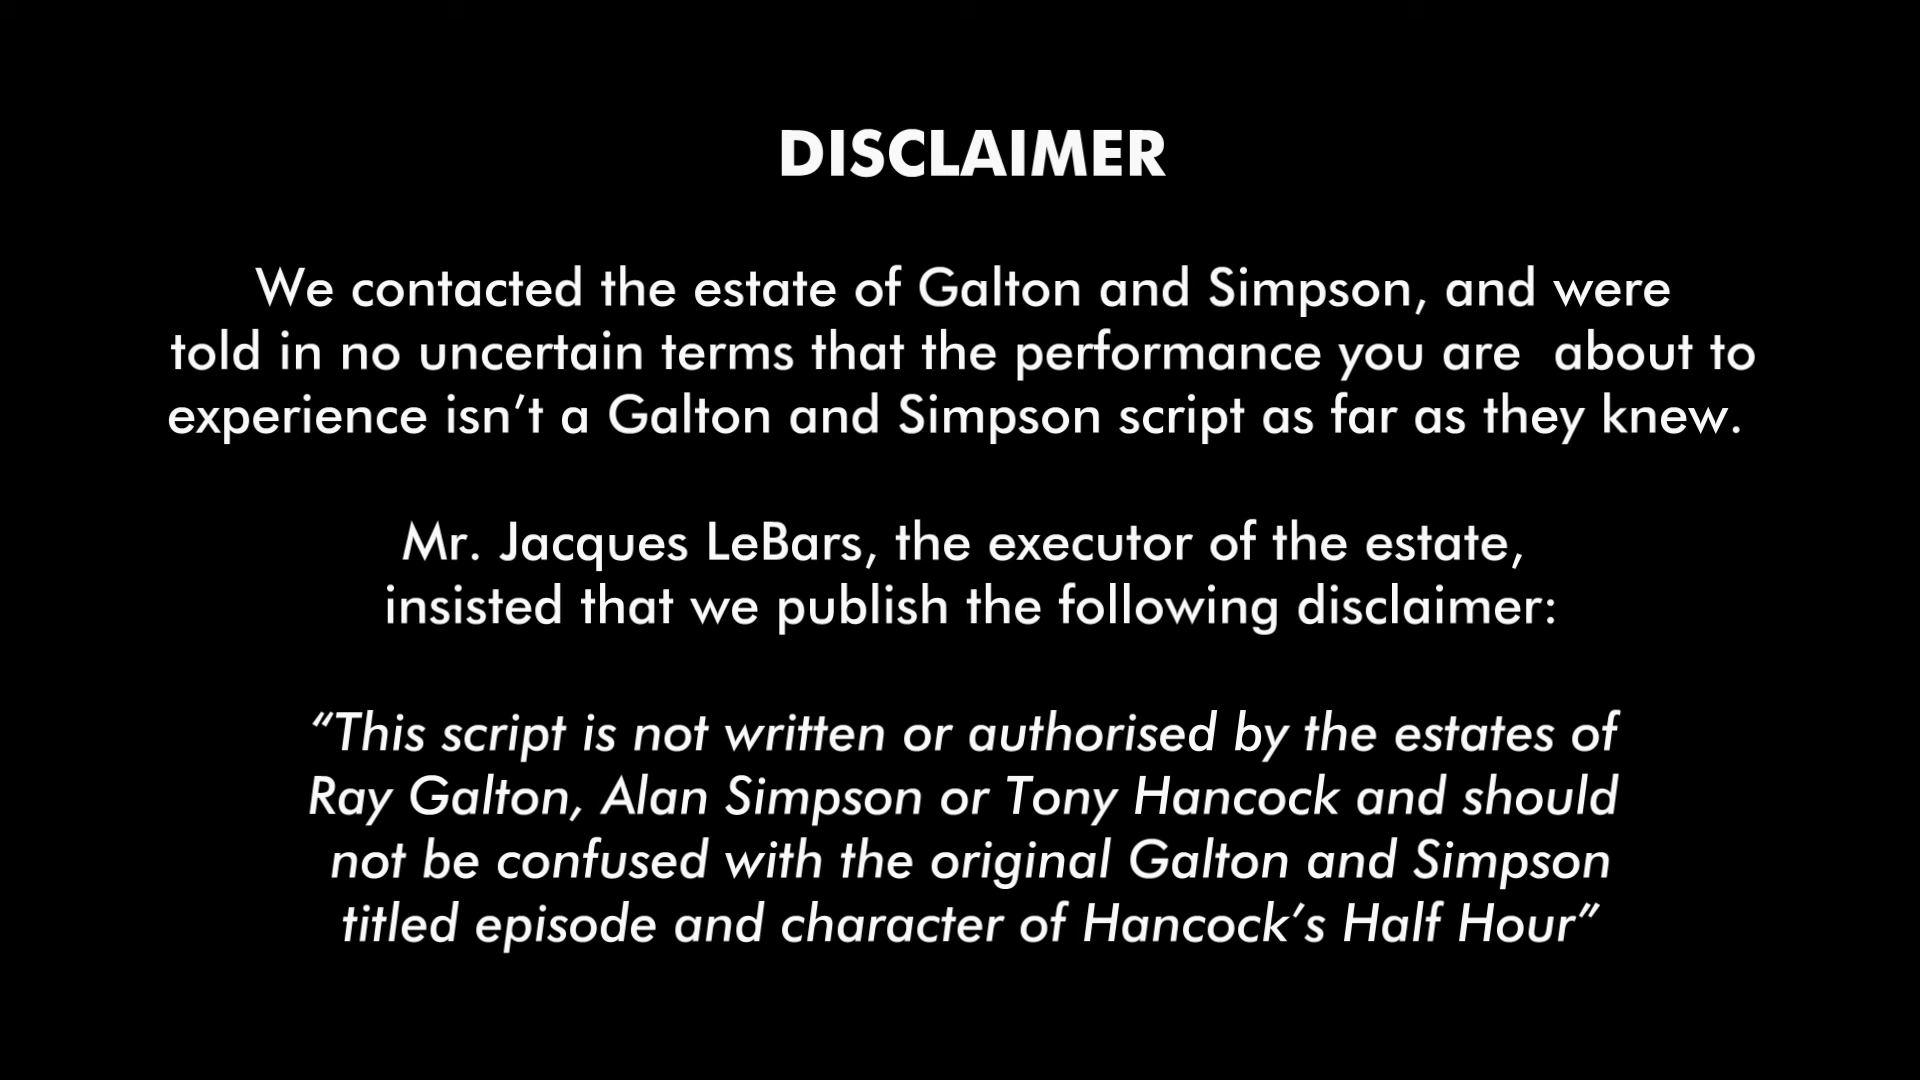 DISCLAIMER
We contacted the estate of Galton and Simpson, and were
told in no uncertain terms that the performance you are  about to
experience isn’t a Galton and Simpson script as far as they knew.
Mr. Jacques LeBars, the executor of the estate,
insisted that we publish the following disclaimer:
“This script is not written or authorised by the estates of
Ray Galton, Alan Simpson or Tony Hancock and should
not be confused with the original Galton and Simpson
titled episode and character of Hancock’s Half Hour”